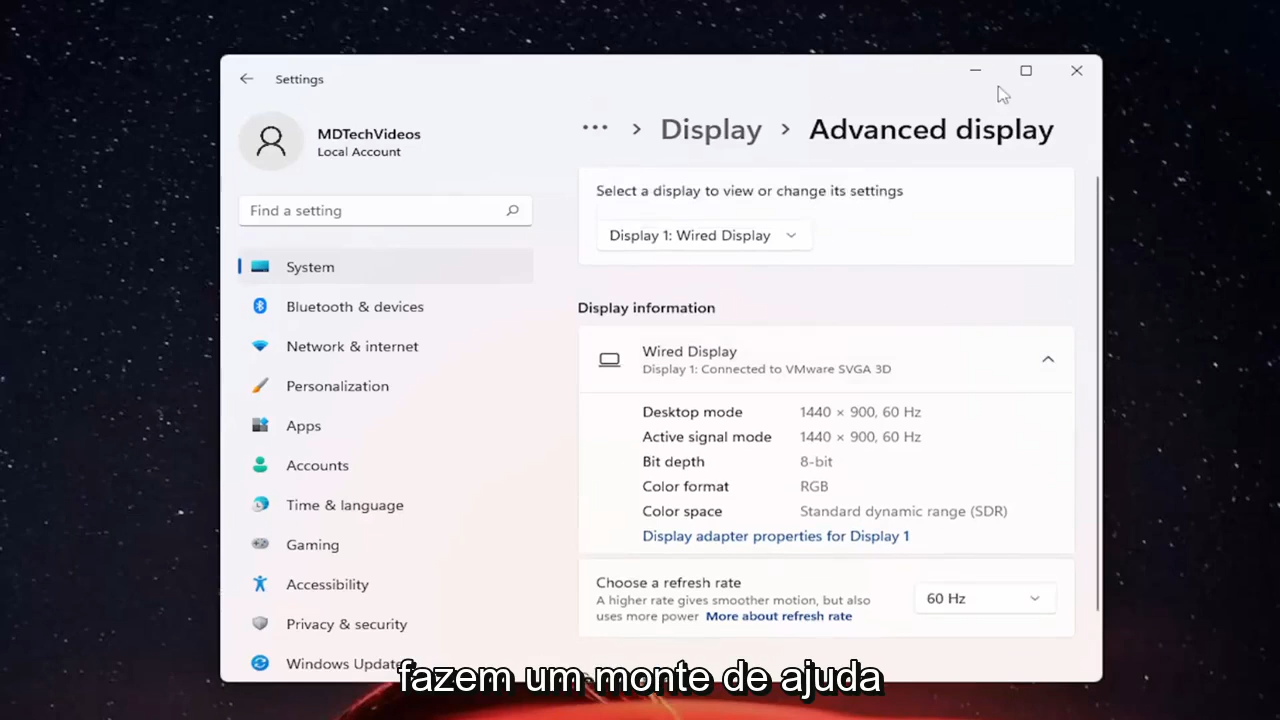 Settings
MDTechVideos
Local Account
Find a setting
System
Bluetooth & devices
Network & internet
Personalization
Apps
Accounts
Time & language
Gaming
Accessibility
Privacy & security
Windows Update
... > Display > Advanced display
Select a display to view or change its settings
Display 1: Wired Display
Display information
Wired Display
Display 1: Connected to VMware SVGA 3D
Desktop mode 1440 × 900, 60 Hz
Active signal mode 1440 × 900, 60 Hz
Bit depth 8-bit
Color format RGB
Color space Standard dynamic range (SDR)
Display adapter properties for Display 1
Choose a refresh rate
A higher rate gives smoother motion, but also
uses more power More about refresh rate
60 Hz
fazem um monte de ajuda